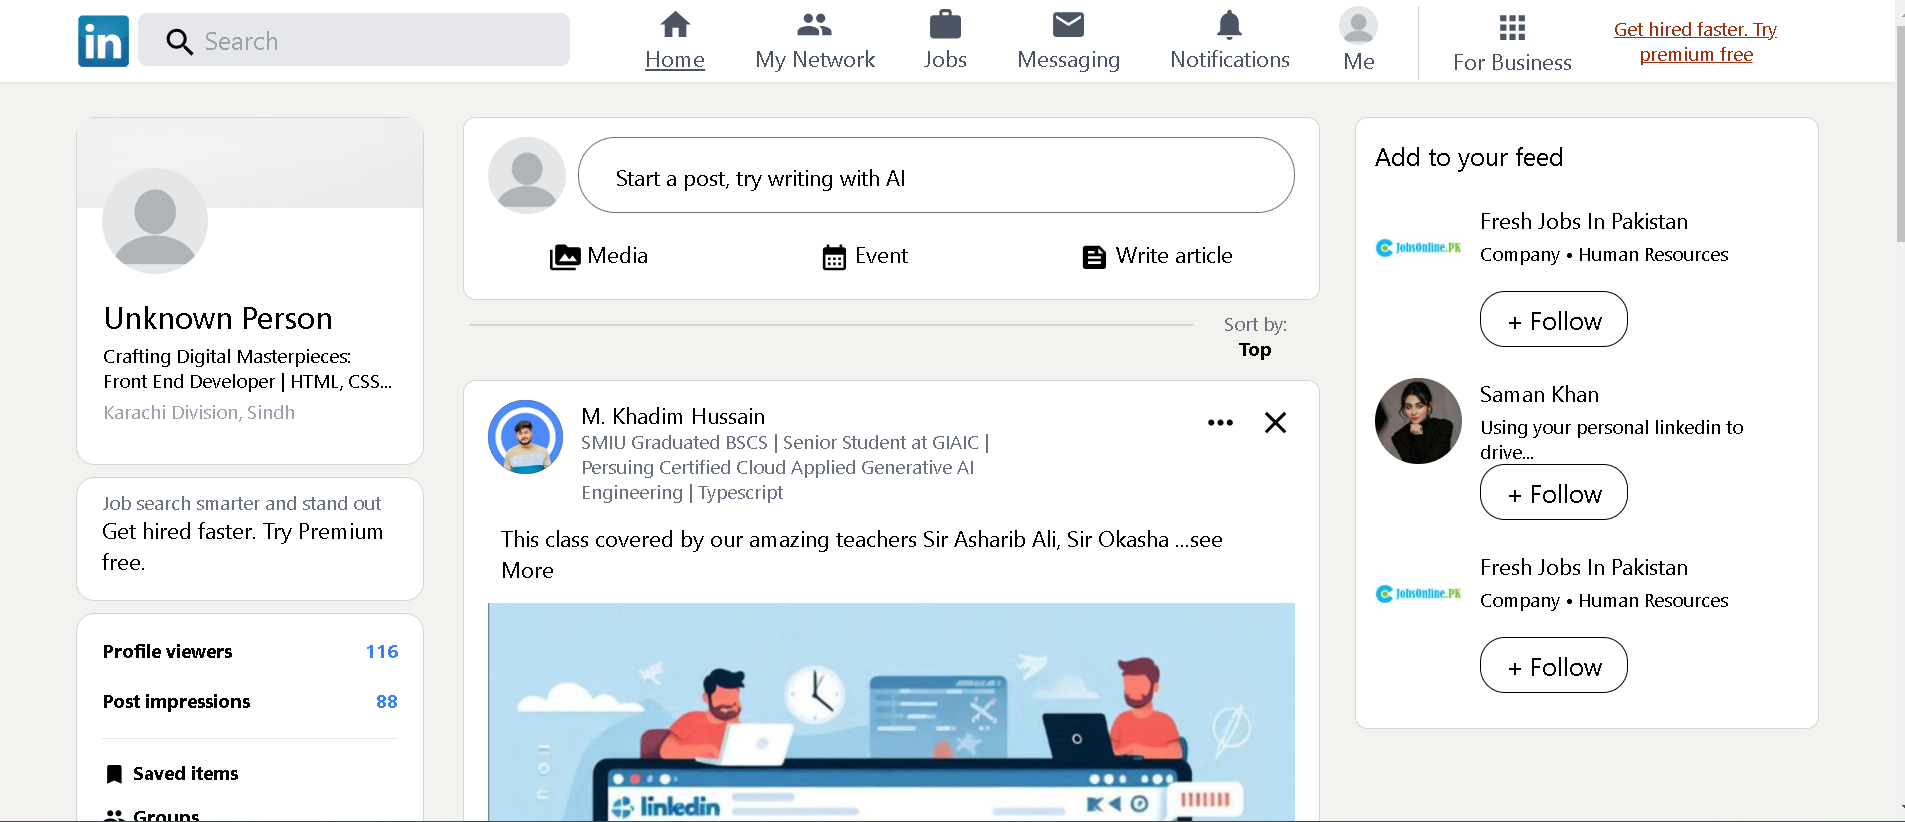 in
Search
Home
My Network
Jobs
Messaging
Notifications
Me
For Business
Get hired faster. Try
premium free
Unknown Person
Crafting Digital Masterpieces:
Front End Developer | HTML, CSS...
Karachi Division, Sindh
Job search smarter and stand out
Get hired faster. Try Premium
free.
Profile viewers 116
Post impressions 88
Saved items
Groups
Start a post, try writing with AI
Media
Event
Write article
Sort by:
Top
M. Khadim Hussain
SMIU Graduated BSCS | Senior Student at GIAIC |
Persuing Certified Cloud Applied Generative AI
Engineering | Typescript
This class covered by our amazing teachers Sir Asharib Ali, Sir Okasha ...see
More
linkedin
Add to your feed
JobsOnline.PK
Fresh Jobs In Pakistan
Company • Human Resources
+ Follow
Saman Khan
Using your personal linkedin to
drive...
+ Follow
JobsOnline.PK
Fresh Jobs In Pakistan
Company • Human Resources
+ Follow